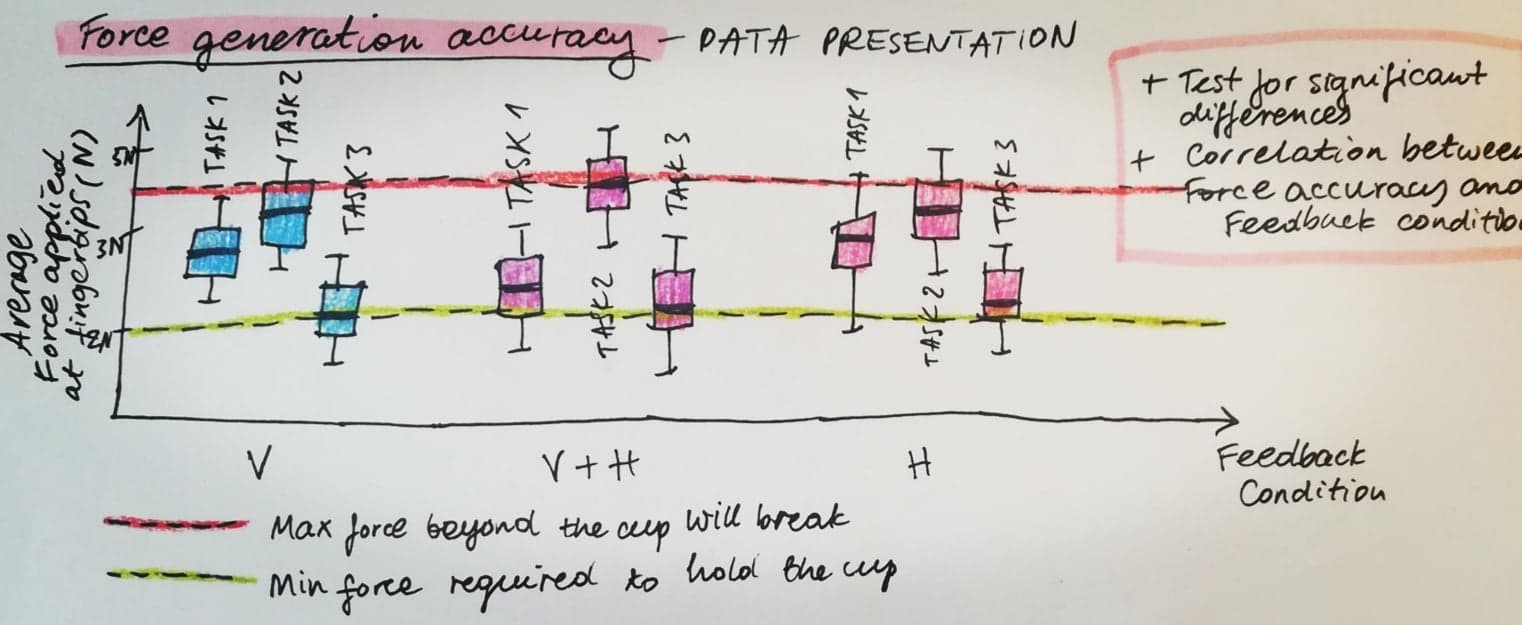 Force generation accuracy - DATA PRESENTATION
+ Test for significant
differences
+ Correlation between
Force accuracy and
Feedback conditio
Average
Force applied
at fingertips (N)
5N
3N
2N
TASK 1
TASK 2
TASK 3
TASK 1
TASK 2
TASK 3
TASK 1
TASK 2
TASK 3
V
V + H
H
Feedback
Condition
Max force beyond the cup will break
Min force required to hold the cup